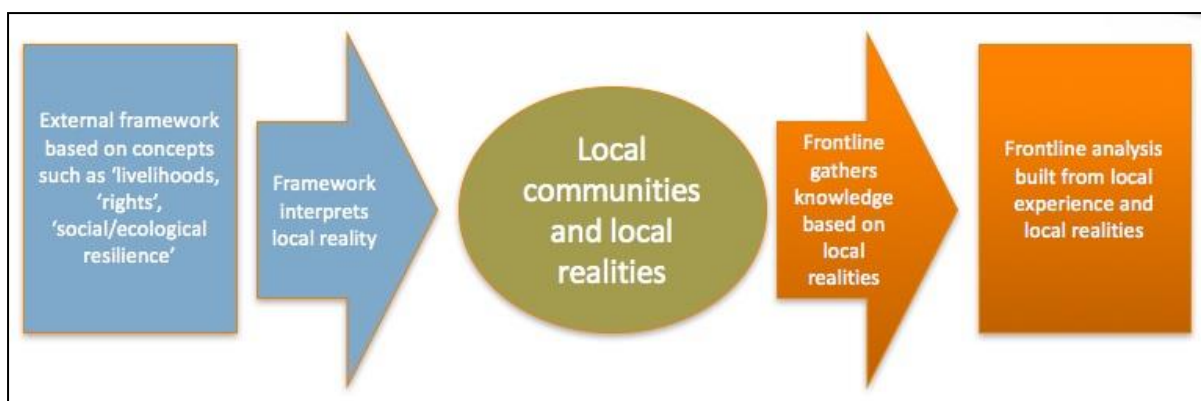 External framework
based on concepts
such as ‘livelihoods,
‘rights’,
‘social/ecological
resilience’
Framework
interprets
local reality
Local
communities
and local
realities
Frontline
gathers
knowledge
based on
local
realities
Frontline analysis
built from local
experience and
local realities